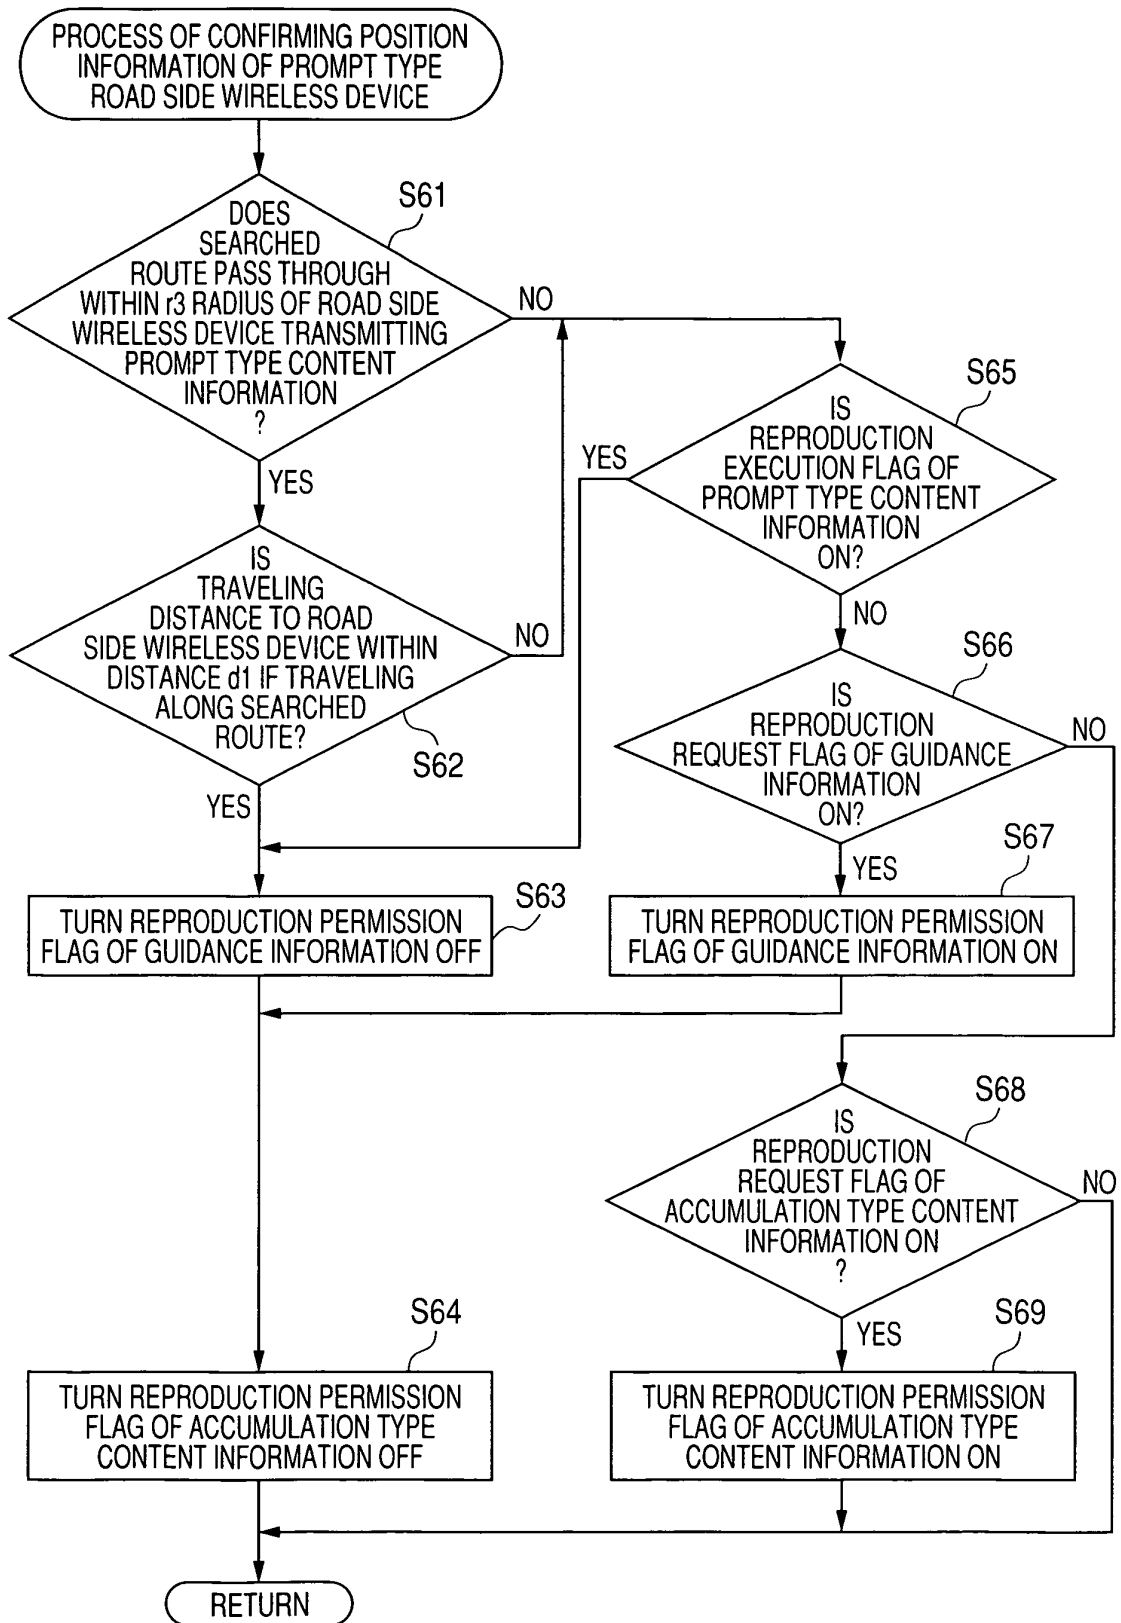 PROCESS OF CONFIRMING POSITION
INFORMATION OF PROMPT TYPE
ROAD SIDE WIRELESS DEVICE
S61
DOES
SEARCHED
ROUTE PASS THROUGH
WITHIN r3 RADIUS OF ROAD SIDE
WIRELESS DEVICE TRANSMITTING
PROMPT TYPE CONTENT
INFORMATION
?
NO
YES
IS
TRAVELING
DISTANCE TO ROAD
SIDE WIRELESS DEVICE WITHIN
DISTANCE d1 IF TRAVELING
ALONG SEARCHED
ROUTE?
NO
S62
YES
S63
TURN REPRODUCTION PERMISSION
FLAG OF GUIDANCE INFORMATION OFF
S64
TURN REPRODUCTION PERMISSION
FLAG OF ACCUMULATION TYPE
CONTENT INFORMATION OFF
S65
IS
REPRODUCTION
EXECUTION FLAG OF
PROMPT TYPE CONTENT
INFORMATION
ON?
YES
NO
S66
IS
REPRODUCTION
REQUEST FLAG OF GUIDANCE
INFORMATION
ON?
NO
YES
S67
TURN REPRODUCTION PERMISSION
FLAG OF GUIDANCE INFORMATION ON
S68
IS
REPRODUCTION
REQUEST FLAG OF
ACCUMULATION TYPE CONTENT
INFORMATION ON
?
NO
YES
S69
TURN REPRODUCTION PERMISSION
FLAG OF ACCUMULATION TYPE
CONTENT INFORMATION ON
RETURN